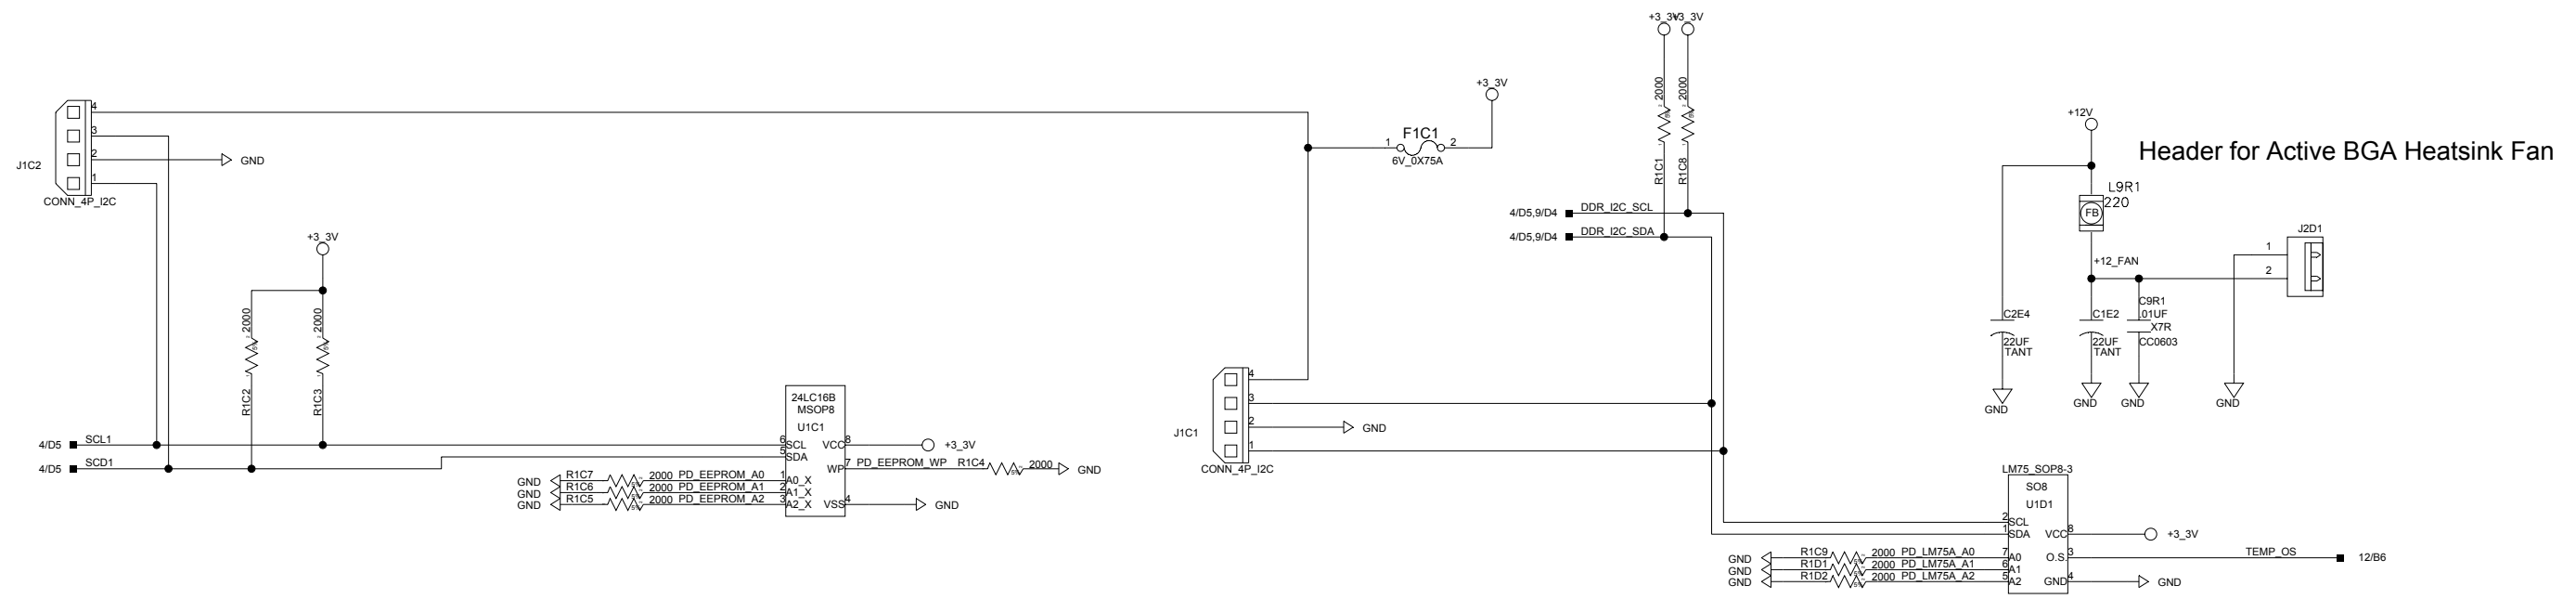 +3_3V
+3_3V
+3_3V
2000
2000
R1C1
R1C8
F1C1
1
2
6V_0X75A
4
3
2
1
GND
J1C2
CONN_4P_I2C
+12V
Header for Active BGA Heatsink Fan
L9R1
220
FB
4/D5,9/D4
DDR_I2C_SCL
4/D5,9/D4
DDR_I2C_SDA
+3_3V
J2D1
1
2
+12_FAN
C2E4
22UF
TANT
C1E2
22UF
TANT
C9R1
.01UF
X7R
CC0603
GND
GND
GND
GND
2000
2000
5%
5%
R1C2
R1C3
4/D5
SCL1
4/D5
SCD1
24LC16B
MSOP8
U1C1
6
SCL
5
SDA
VCC
8
+3_3V
WP
7
PD_EEPROM_WP
R1C4
5%
2000
GND
GND
R1C7
2000
PD_EEPROM_A0
1
A0_X
GND
R1C6
2000
PD_EEPROM_A1
2
A1_X
GND
R1C5
5%
2000
PD_EEPROM_A2
3
A2_X
VSS
4
GND
J1C1
4
3
2
1
GND
CONN_4P_I2C
LM75_SOP8-3
SO8
U1D1
2
SCL
1
SDA
VCC
8
+3_3V
GND
R1C9
2000
PD_LM75A_A0
7
A0
O.S.
3
TEMP_OS
12/B6
GND
R1D1
2000
PD_LM75A_A1
6
A1
GND
R1D2
5%
2000
PD_LM75A_A2
5
A2
GND
4
GND